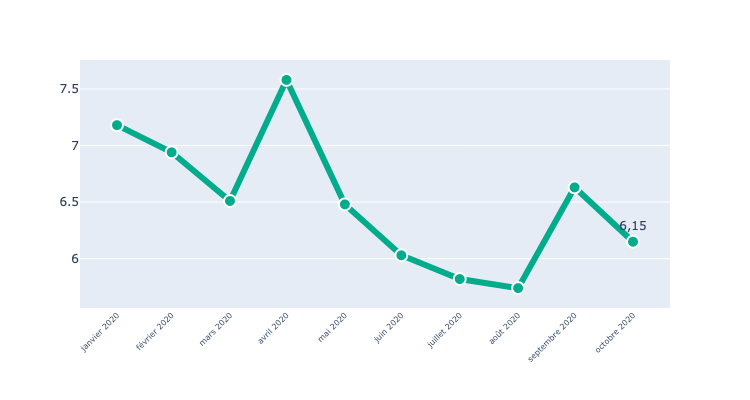 7.5
7
6.5
6
6,15
janvier 2020
février 2020
mars 2020
avril 2020
mai 2020
juin 2020
juillet 2020
août 2020
septembre 2020
octobre 2020